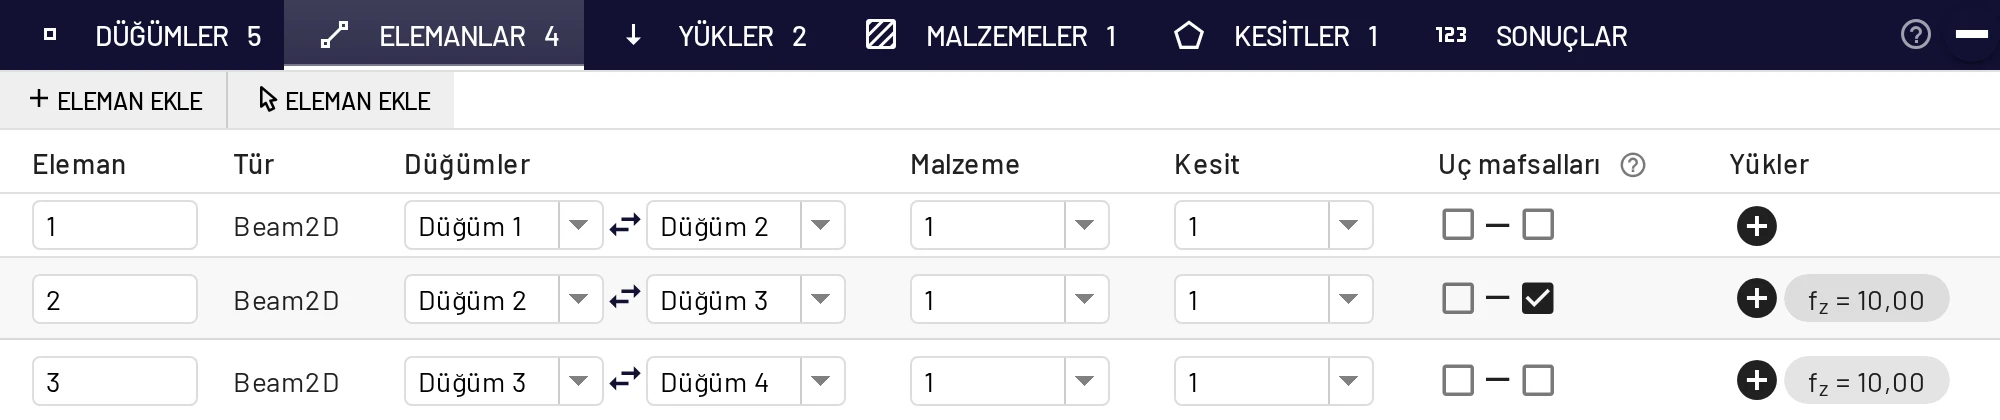 DÜĞÜMLER 5 ELEMANLAR 4 YÜKLER 2 MALZEMELER 1 KESİTLER 1 123 SONUÇLAR ?
+ ELEMAN EKLE ELEMAN EKLE
Eleman Tür Düğümler Malzeme Kesit Uç mafsalları ? Yükler
1 Beam2D Düğüm 1 Düğüm 2 1 1
2 Beam2D Düğüm 2 Düğüm 3 1 1 fz = 10,00
3 Beam2D Düğüm 3 Düğüm 4 1 1 fz = 10,00